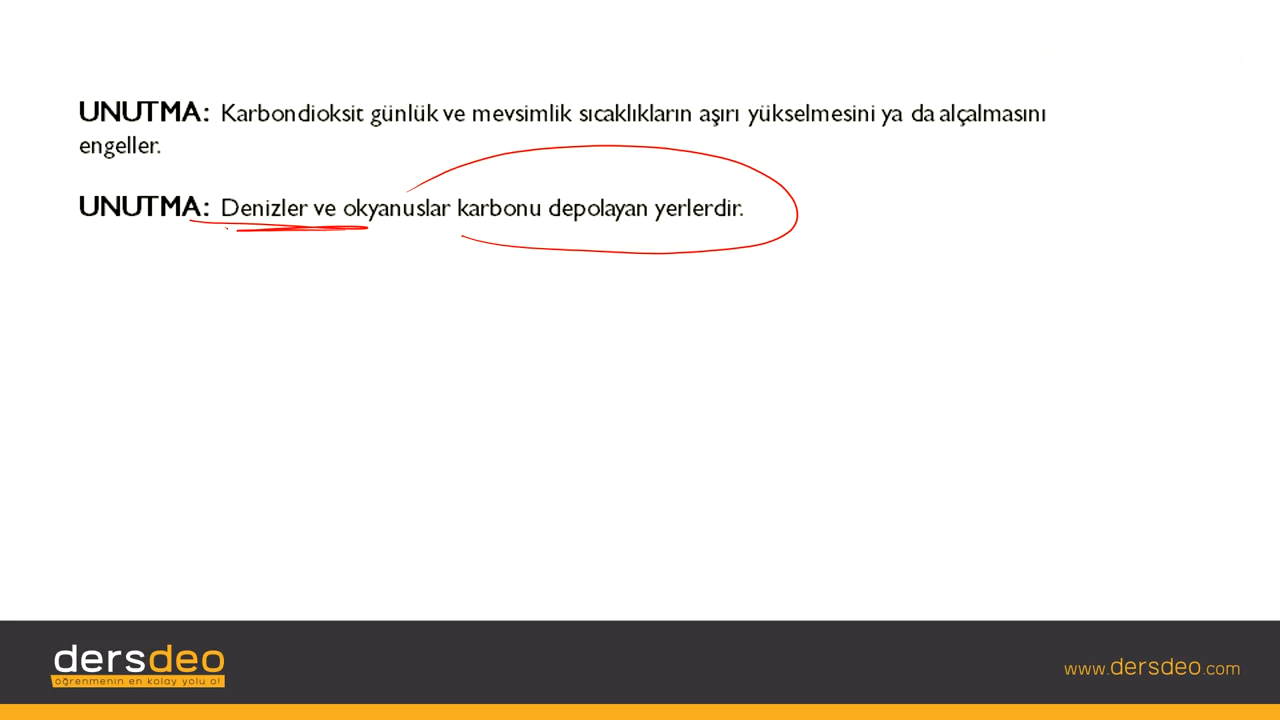 UNUTMA: Karbondioksit günlük ve mevsimlik sıcaklıkların aşırı yükselmesini ya da alçalmasını
engeller.
UNUTMA: Denizler ve okyanuslar karbonu depolayan yerlerdir.
dersdeo
öğrenmenin en kolay yolu o!
www.dersdeo.com